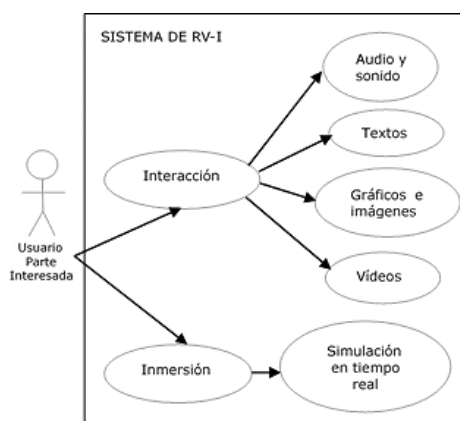 SISTEMA DE RV-I
Audio y
sonido
Textos
Interacción
Gráficos e
imágenes
Usuario
Parte
Interesada
Vídeos
Inmersión
Simulación
en tiempo
real